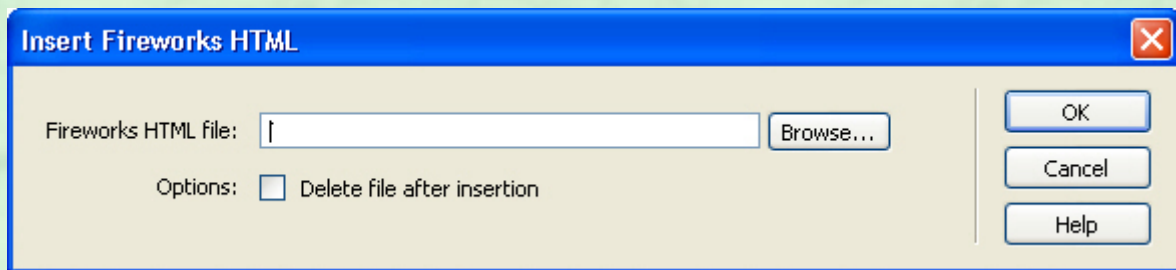 Insert Fireworks HTML
Fireworks HTML file:
Browse...
OK
Options:
Delete file after insertion
Cancel
Help